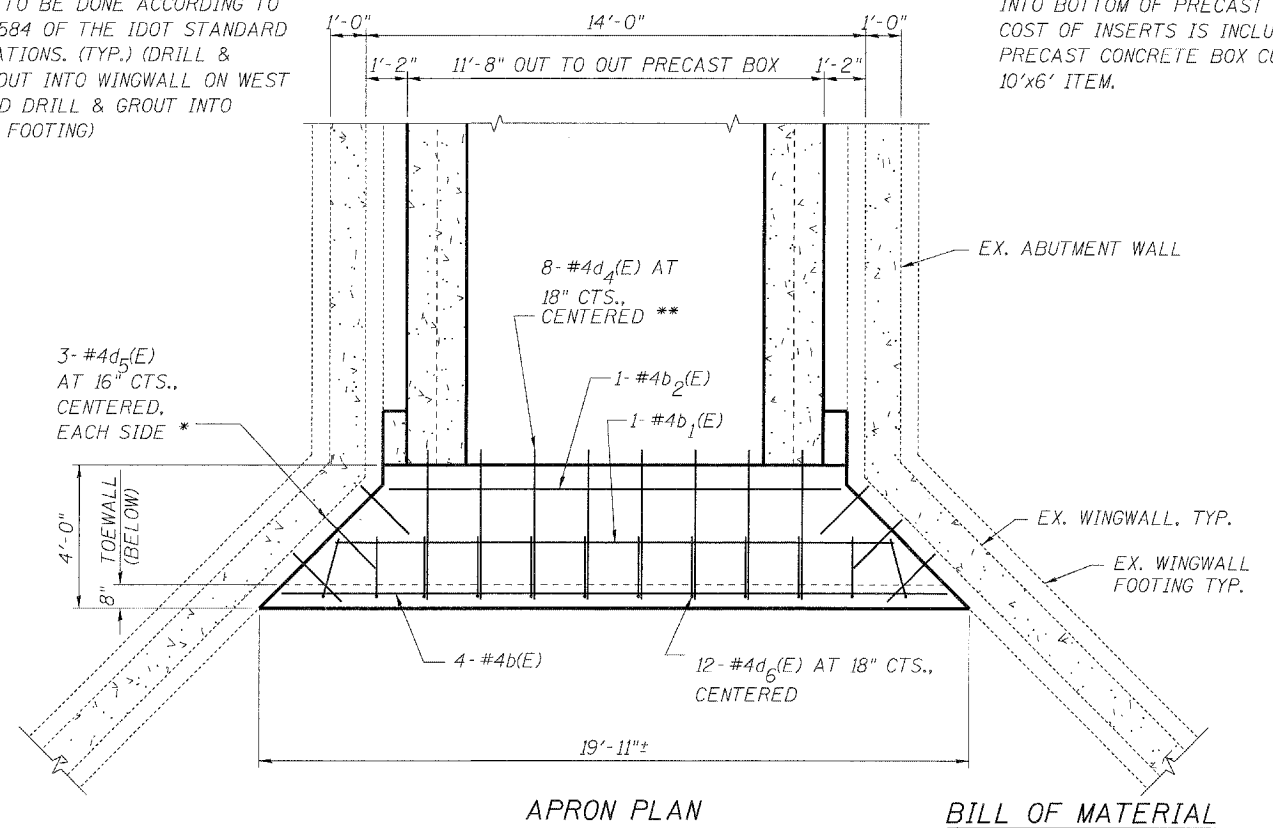 TO BE DONE ACCORDING TO
584 OF THE IDOT STANDARD
ATIONS. (TYP.) (DRILL &
OUT INTO WINGWALL ON WEST
D DRILL & GROUT INTO
FOOTING)
INTO BOTTOM OF PRECAST
COST OF INSERTS IS INCLU
PRECAST CONCRETE BOX CU
10'x6' ITEM.
1'-0" 14'-0" 1'-0"
1'-2" 11'-8" OUT TO OUT PRECAST BOX 1'-2"
EX. ABUTMENT WALL
8- #4d4(E) AT
18" CTS.,
CENTERED **
3- #4d5(E)
AT 16" CTS.,
CENTERED,
EACH SIDE *
1- #4b2(E)
1- #4b1(E)
4'-0"
TOEWALL
(BELOW)
8"
EX. WINGWALL, TYP.
EX. WINGWALL
FOOTING TYP.
4- #4b(E)
12- #4d6(E) AT 18" CTS.,
CENTERED
19'-11"±
APRON PLAN
BILL OF MATERIAL